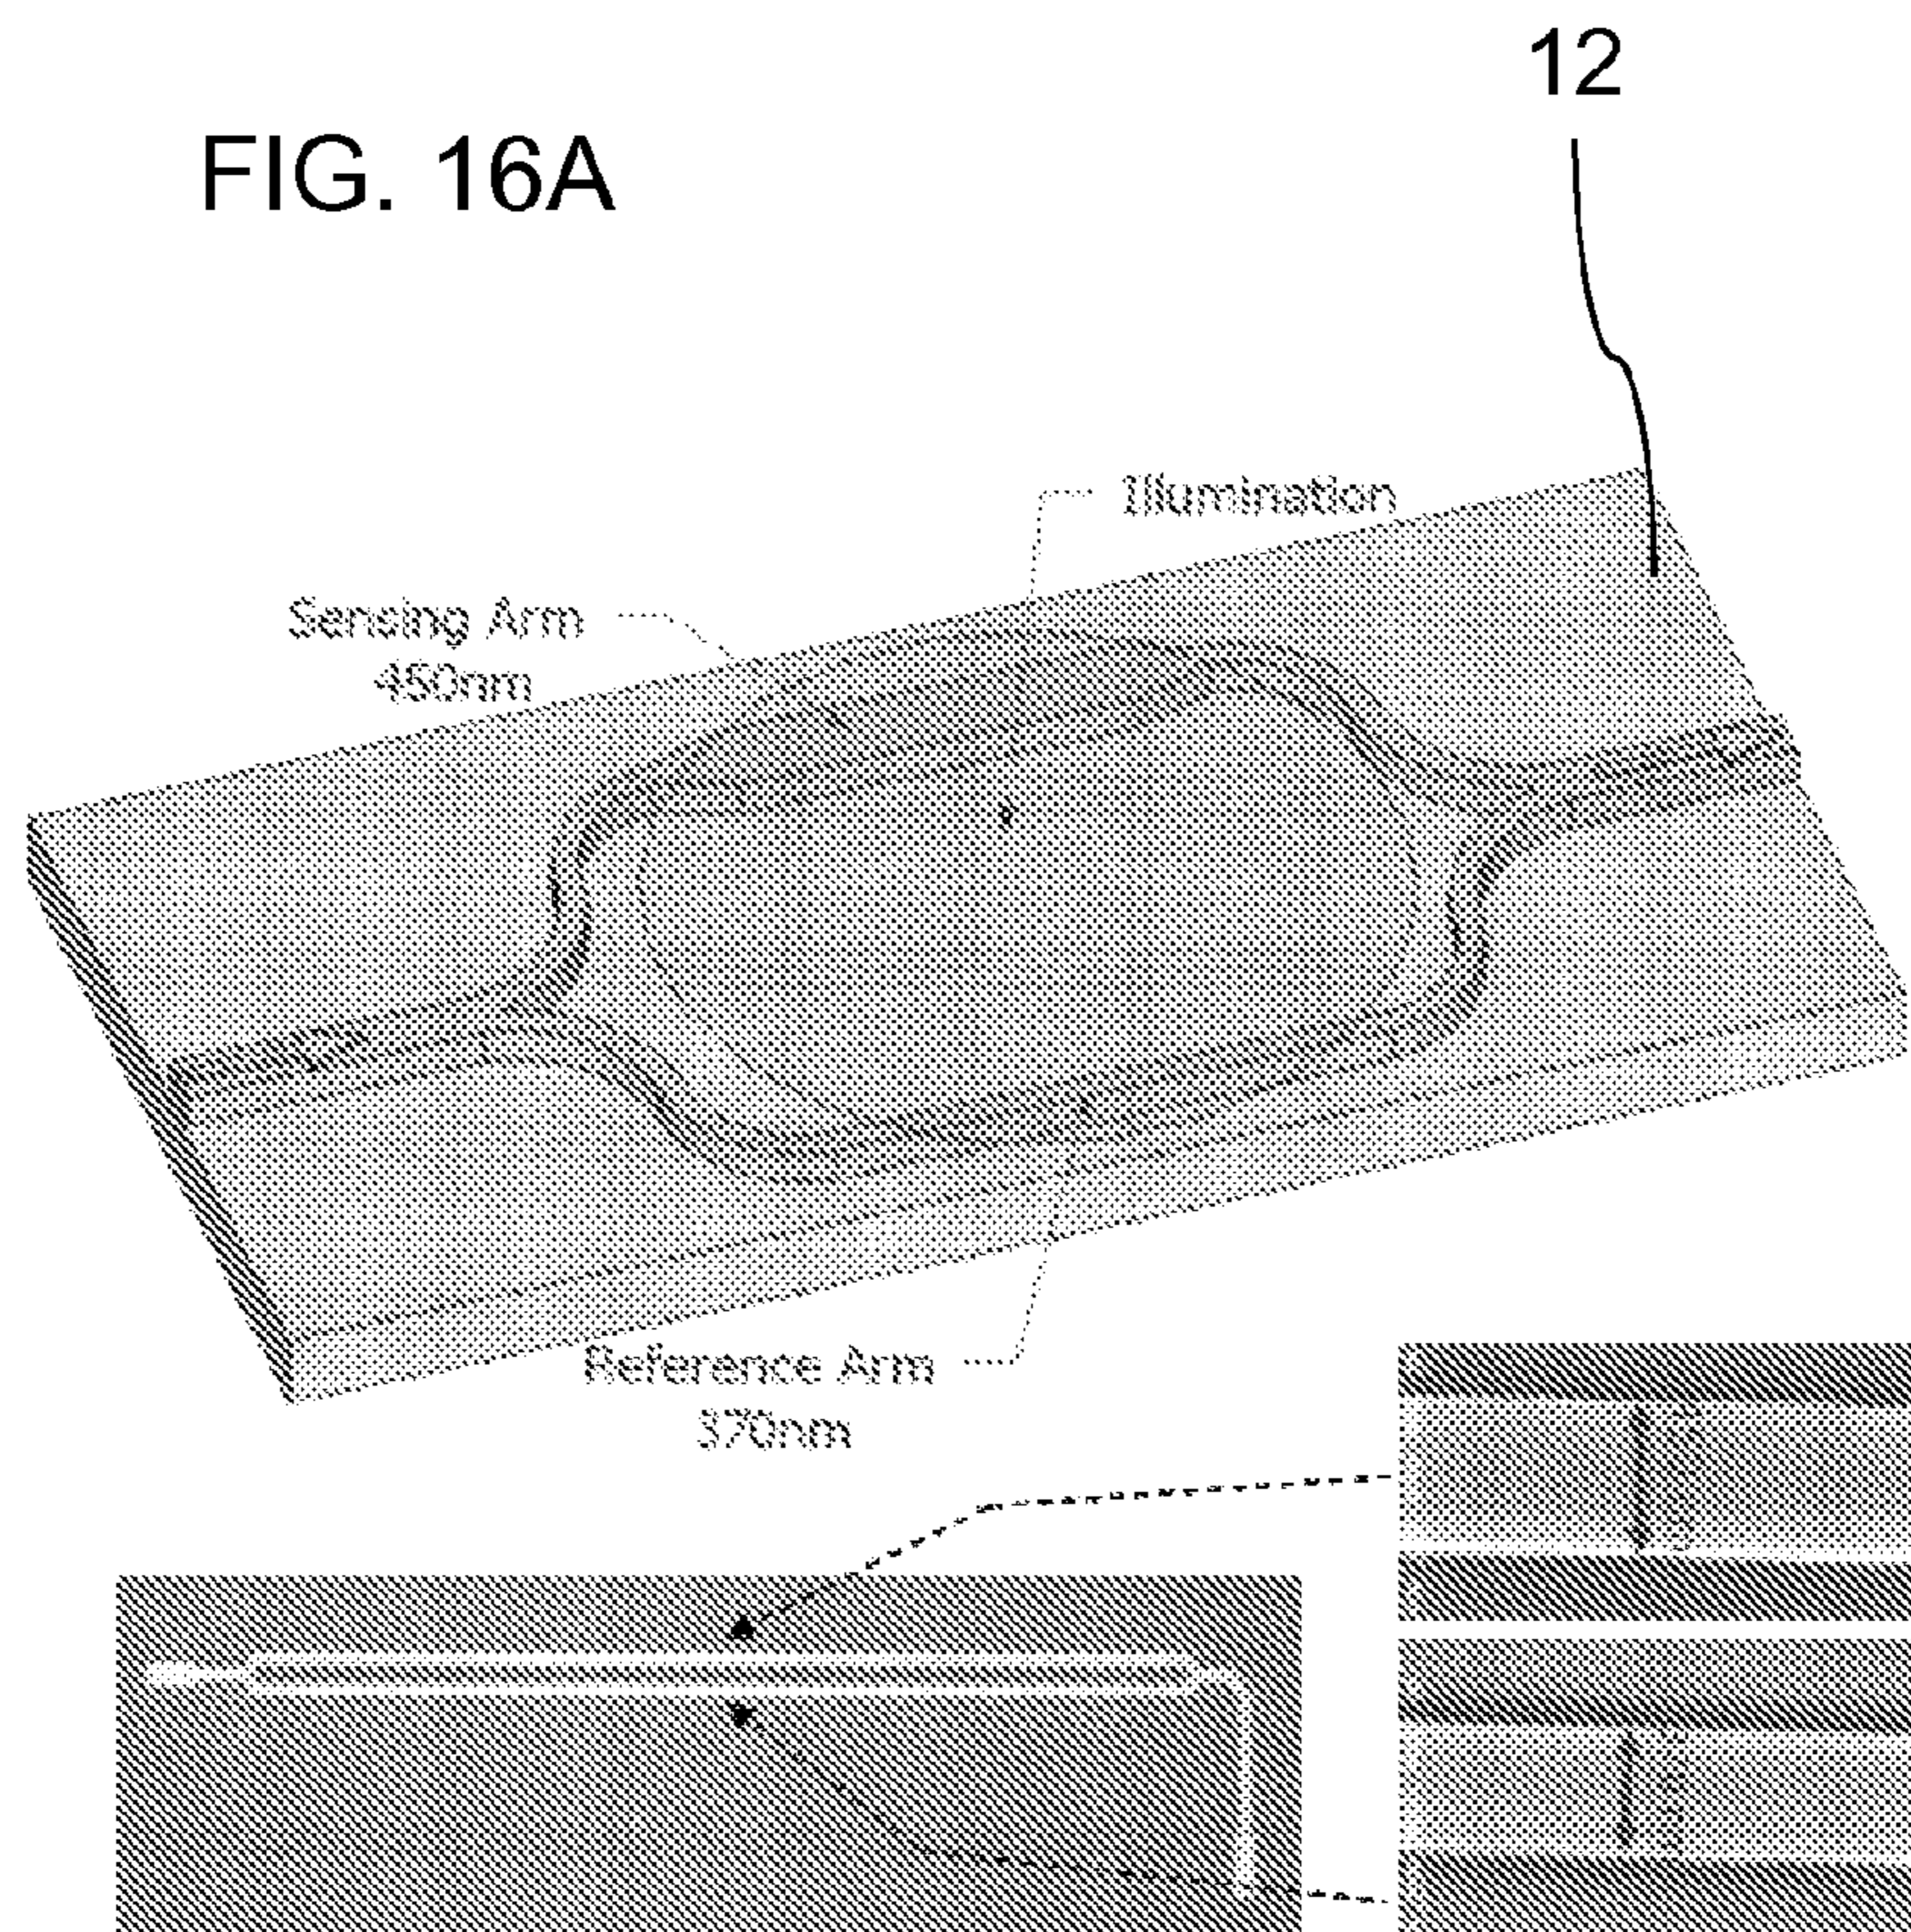 12
FIG. 16A
Illumination
Sensing Arm
450nm
Reference Arm
370nm